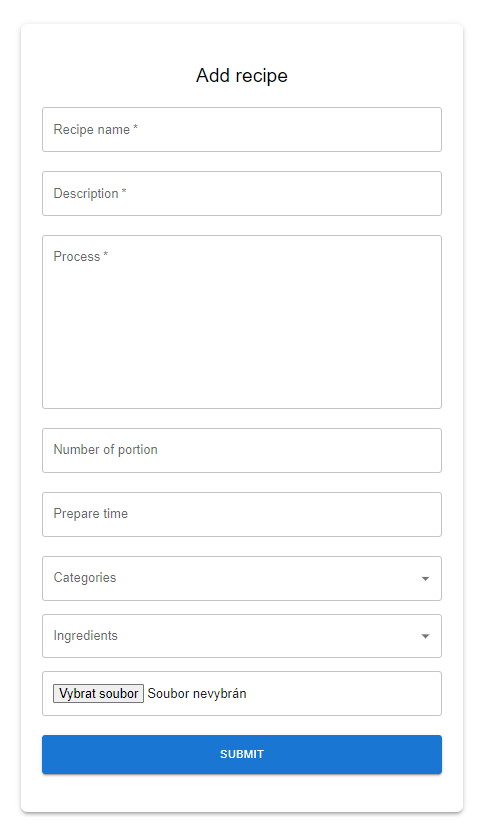 Add recipe
Recipe name *
Description *
Process *
Number of portion
Prepare time
Categories
Ingredients
Vybrat soubor Soubor nevybrán
SUBMIT